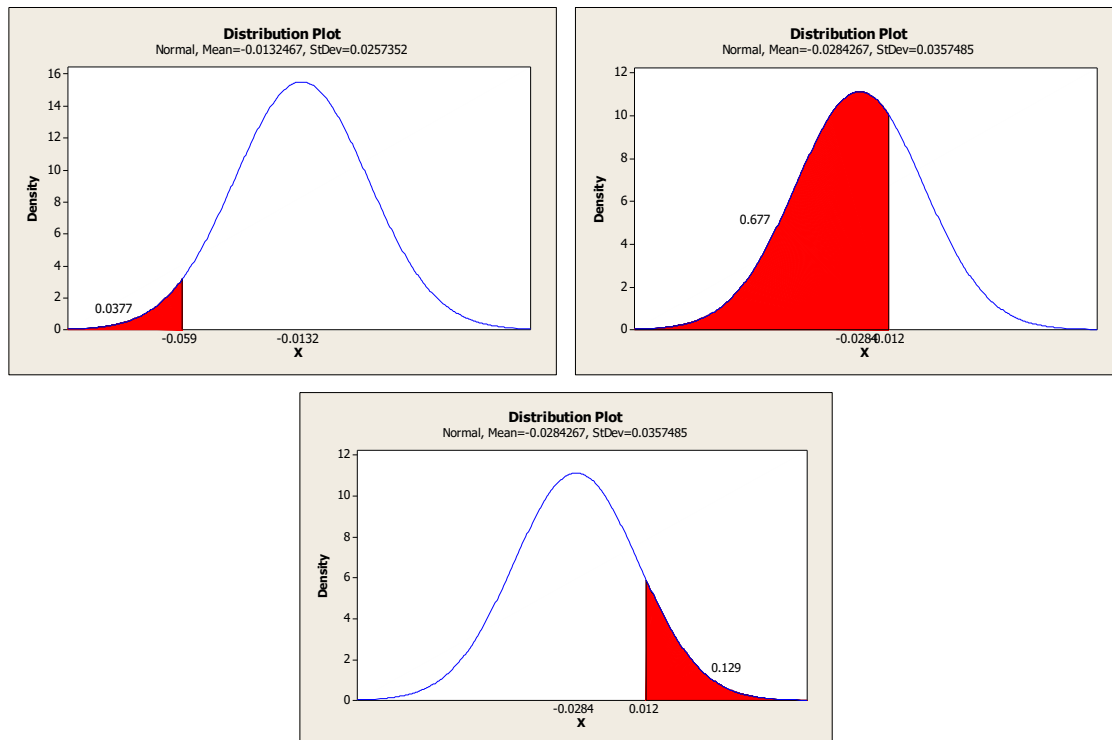 Distribution Plot
Normal, Mean=-0.0132467, StDev=0.0257352
16
14
12
10
8
6
4
2
0
Density
0.0377
-0.059
-0.0132
X
Distribution Plot
Normal, Mean=-0.0284267, StDev=0.0357485
12
10
8
6
4
2
0
Density
0.677
-0.0284
-0.012
X
Distribution Plot
Normal, Mean=-0.0284267, StDev=0.0357485
12
10
8
6
4
2
0
Density
0.129
-0.0284
0.012
X